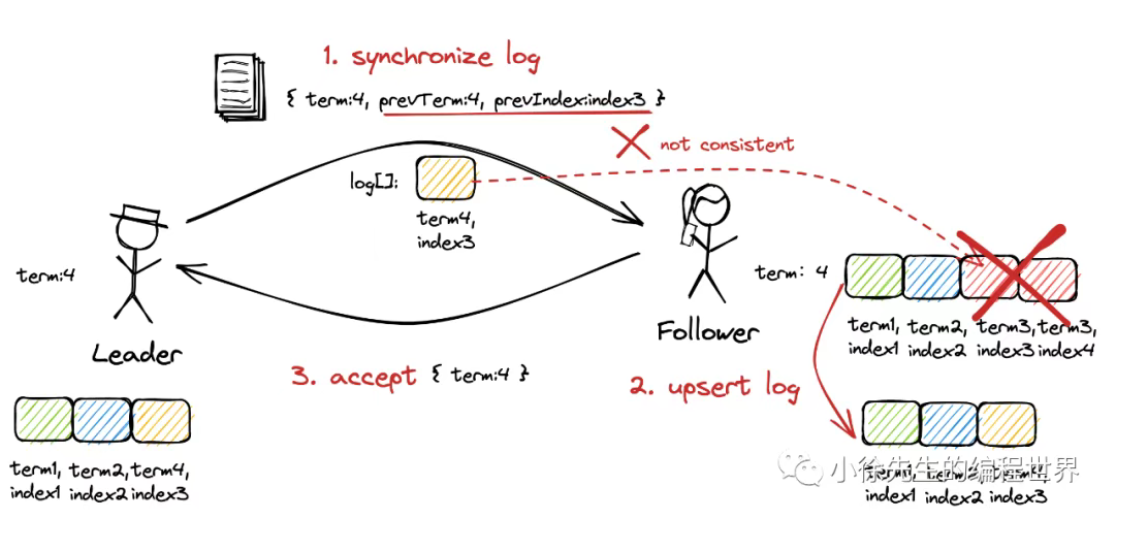 1. synchronize log
{ term:4, prevTerm:4, prevIndex:index3 }
not consistent
log[]:
term4,
index3
term:4
Leader
term: 4
Follower
term1, term2, term3, term3,
index1 index2 index3 index4
3. accept { term:4 }
2. upsert log
term1, term2, term4,
index1 index2 index3
小徐先生的编程世界
index1 index2 index3